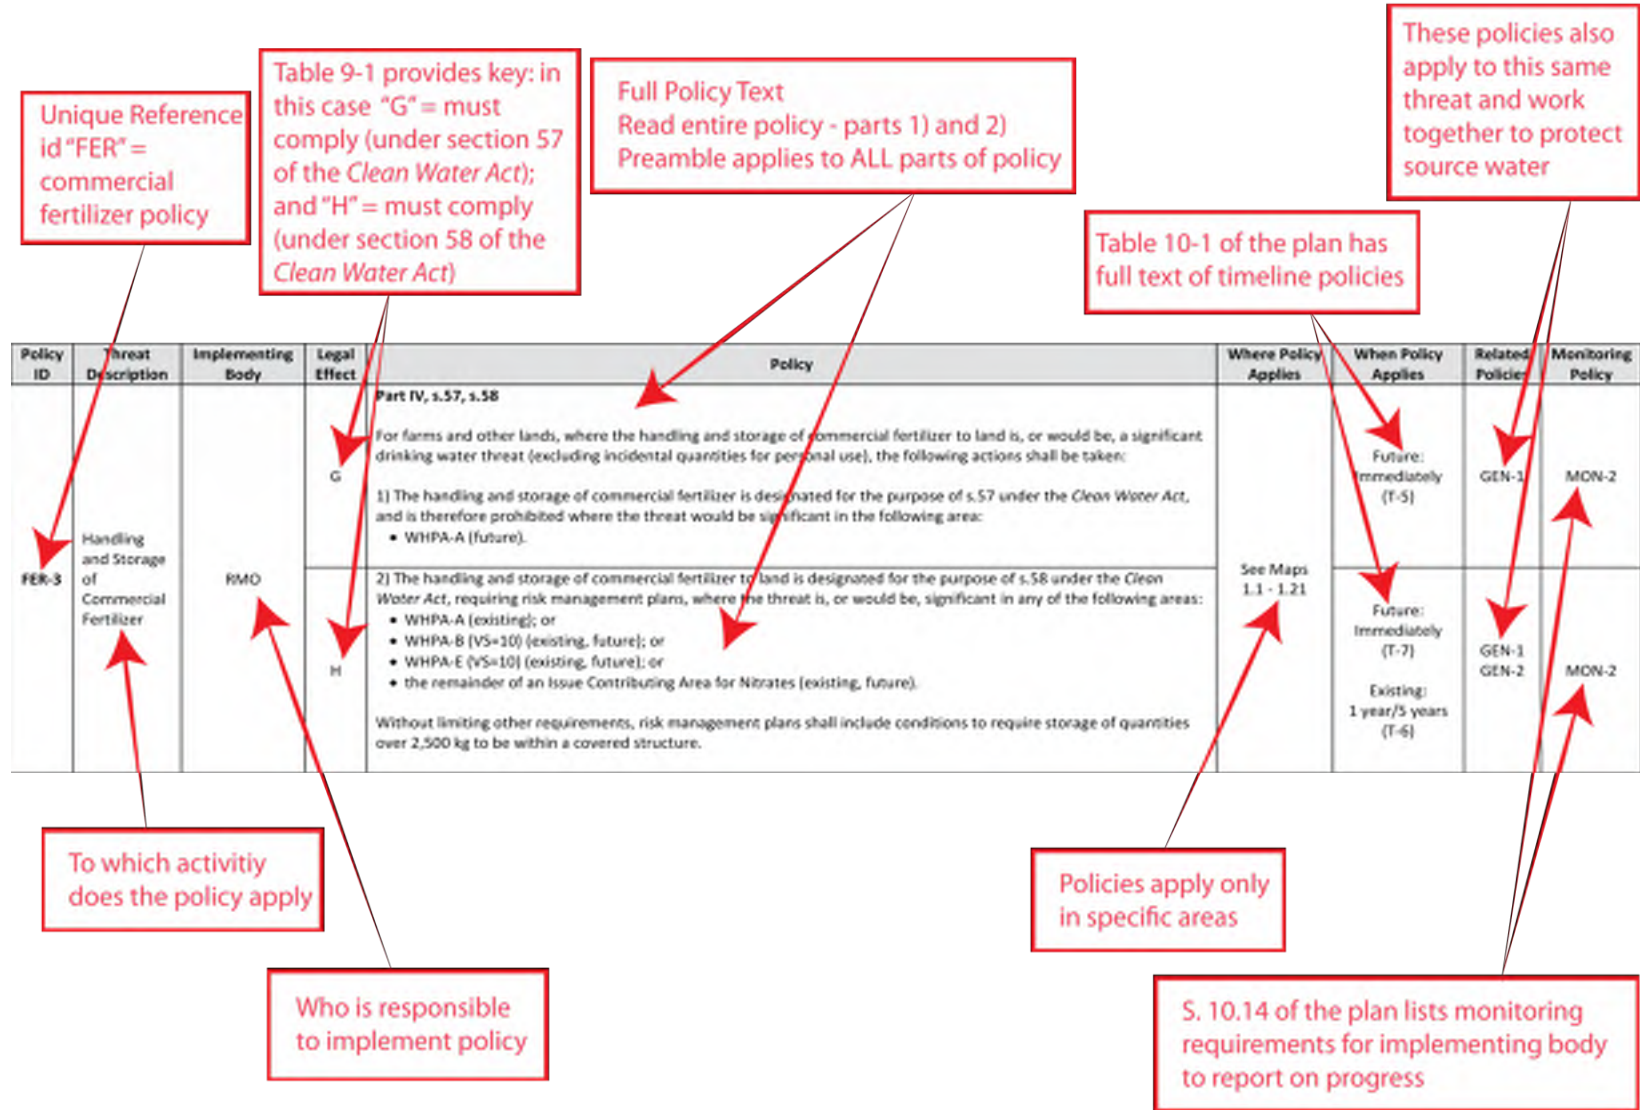 These policies also
apply to this same
threat and work
together to protect
source water
Table 9-1 provides key: in
this case "G" = must
comply (under section 57
of the Clean Water Act);
and "H" = must comply
(under section 58 of the
Clean Water Act)
Full Policy Text
Read entire policy - parts 1) and 2)
Preamble applies to ALL parts of policy
Unique Reference
id "FER" =
commercial
fertilizer policy
Table 10-1 of the plan has
full text of timeline policies
Policy ID
Threat Description
Implementing Body
Legal Effect
Policy
Where Policy Applies
When Policy Applies
Related Policies
Monitoring Policy
FER-3
Handling
and Storage
of
Commercial
Fertilizer
RMO
G
Part IV, s.57, s.58
For farms and other lands, where the handling and storage of commercial fertilizer to land is, or would be, a significant
drinking water threat (excluding incidental quantities for personal use), the following actions shall be taken:
1) The handling and storage of commercial fertilizer is designated for the purpose of s.57 under the Clean Water Act,
and is therefore prohibited where the threat would be significant in the following area:
• WHPA-A (future).
See Maps
1.1 - 1.21
Future:
Immediately
(T-5)
GEN-1
MON-2
H
2) The handling and storage of commercial fertilizer to land is designated for the purpose of s.58 under the Clean
Water Act, requiring risk management plans, where the threat is, or would be, significant in any of the following areas:
• WHPA-A (existing); or
• WHPA-B (VS=10) (existing, future); or
• WHPA-E (VS=10) (existing, future); or
• the remainder of an Issue Contributing Area for Nitrates (existing, future).
Without limiting other requirements, risk management plans shall include conditions to require storage of quantities
over 2,500 kg to be within a covered structure.
Future:
Immediately
(T-7)
Existing:
1 year/5 years
(T-6)
GEN-1
GEN-2
MON-2
To which activitiy
does the policy apply
Who is responsible
to implement policy
Policies apply only
in specific areas
S. 10.14 of the plan lists monitoring
requirements for implementing body
to report on progress